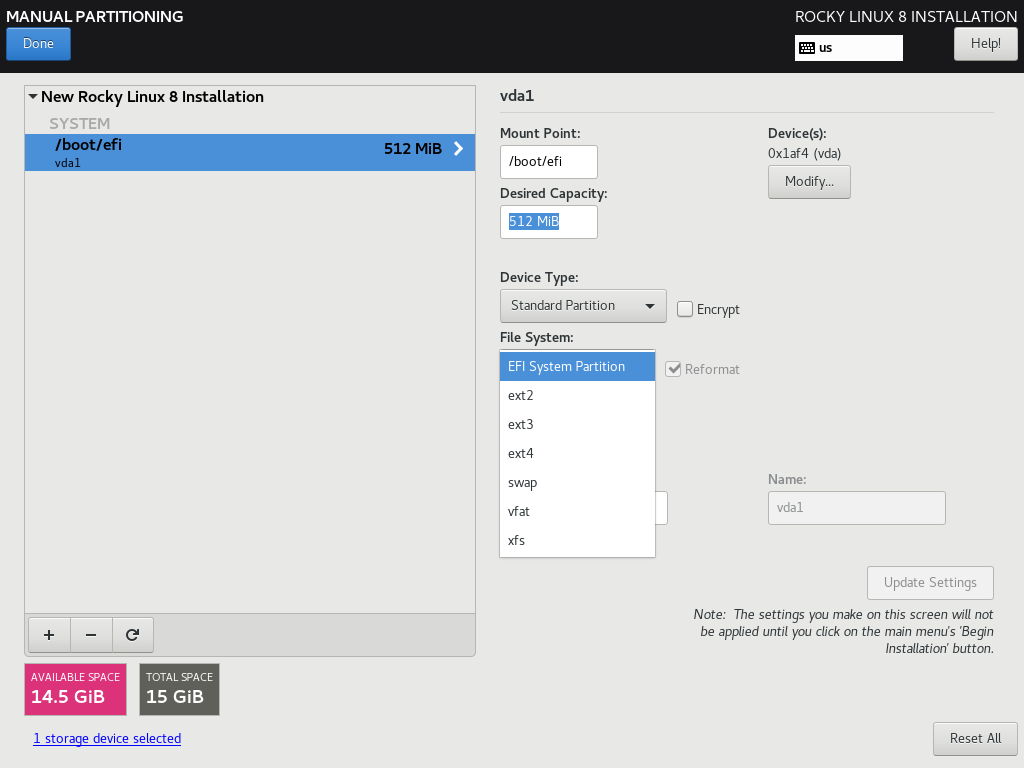 MANUAL PARTITIONING
ROCKY LINUX 8 INSTALLATION
Done
us
Help!
New Rocky Linux 8 Installation
SYSTEM
/boot/efi
512 MiB
vda1
vda1
Mount Point:
/boot/efi
Device(s):
0x1af4 (vda)
Modify...
Desired Capacity:
512 MiB
Device Type:
Standard Partition
Encrypt
File System:
EFI System Partition
Reformat
ext2
ext3
ext4
swap
vfat
xfs
Name:
vda1
Update Settings
Note: The settings you make on this screen will not
be applied until you click on the main menu's 'Begin
Installation' button.
AVAILABLE SPACE
14.5 GiB
TOTAL SPACE
15 GiB
1 storage device selected
Reset All